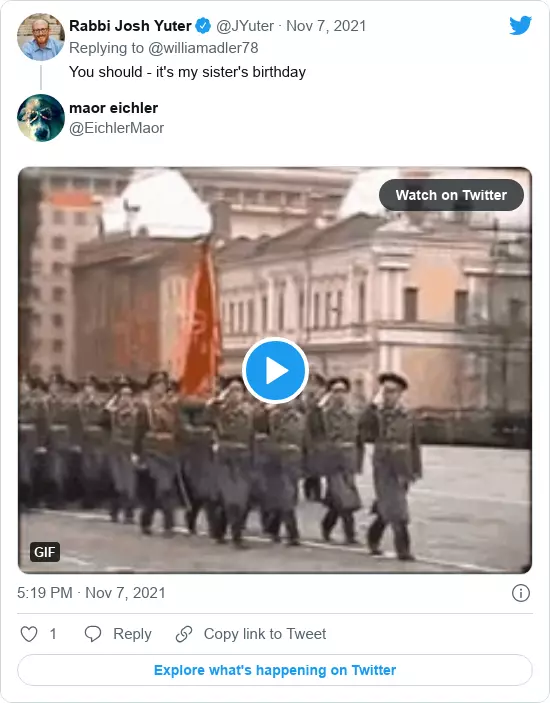 Rabbi Josh Yuter @JYuter · Nov 7, 2021
Replying to @williamadler78
You should - it's my sister's birthday
maor eichler
@EichlerMaor
Watch on Twitter
GIF
5:19 PM · Nov 7, 2021
1 Reply Copy link to Tweet
Explore what's happening on Twitter